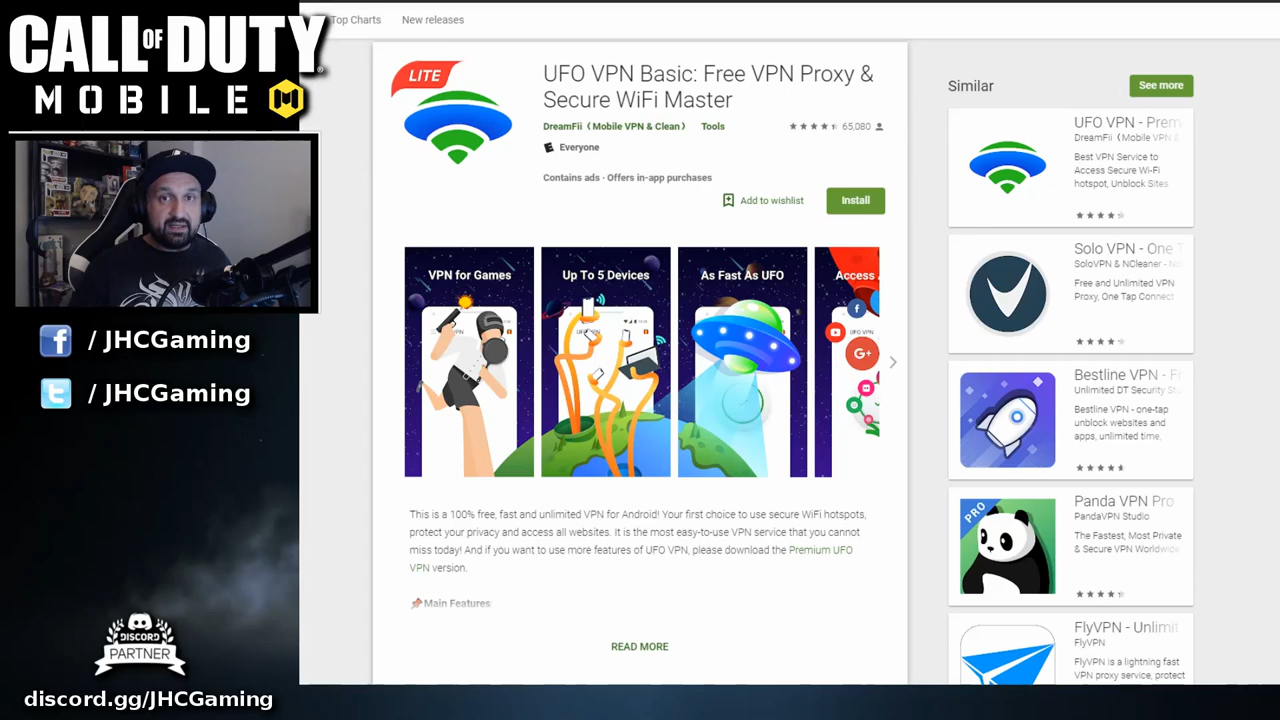 CALL OF DUTY
MOBILE
/ JHCGaming
/ JHCGaming
DISCORD
PARTNER
discord.gg/JHCGaming
Top Charts
New releases
LITE
UFO VPN Basic: Free VPN Proxy &
Secure WiFi Master
DreamFii ( Mobile VPN & Clean )
Tools
65,080
Everyone
Contains ads · Offers in-app purchases
Add to wishlist
Install
VPN for Games
Up To 5 Devices
As Fast As UFO
Access
UFO VPN
This is a 100% free, fast and unlimited VPN for Android! Your first choice to use secure WiFi hotspots,
protect your privacy and access all websites. It is the most easy-to-use VPN service that you cannot
miss today! And if you want to use more features of UFO VPN, please download the Premium UFO
VPN version.
Main Features
READ MORE
Similar
See more
UFO VPN - Prem
DreamFii ( Mobile VP
Best VPN Service to
Access Secure Wi-Fi
hotspot, Unblock Sites
Solo VPN - One T
SoloVPN & NCleaner - No
Free and Unlimited VPN
Proxy, One Tap Connect
Bestline VPN - Fr
Unlimited DT Security Stu
Bestline VPN - one-tap
unblock websites and
apps, unlimited time,
PRO
Panda VPN Pro
PandaVPN Studio
The Fastest, Most Private
& Secure VPN Worldwide
FlyVPN - Unlimit
FlyVPN
FlyVPN is a lightning fast
VPN proxy service, protect